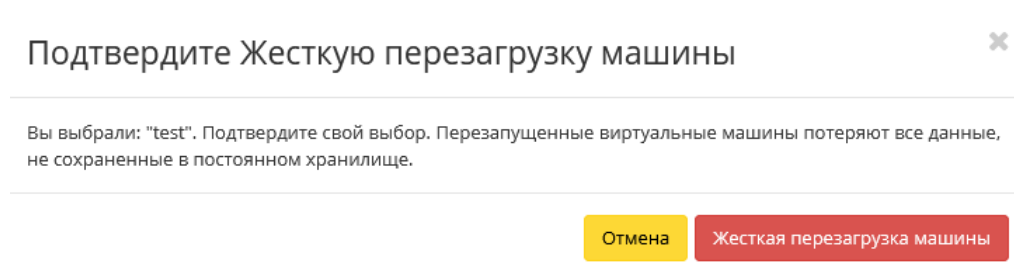 Подтвердите Жесткую перезагрузку машины
Вы выбрали: "test". Подтвердите свой выбор. Перезапущенные виртуальные машины потеряют все данные,
не сохраненные в постоянном хранилище.
Отмена
Жесткая перезагрузка машины